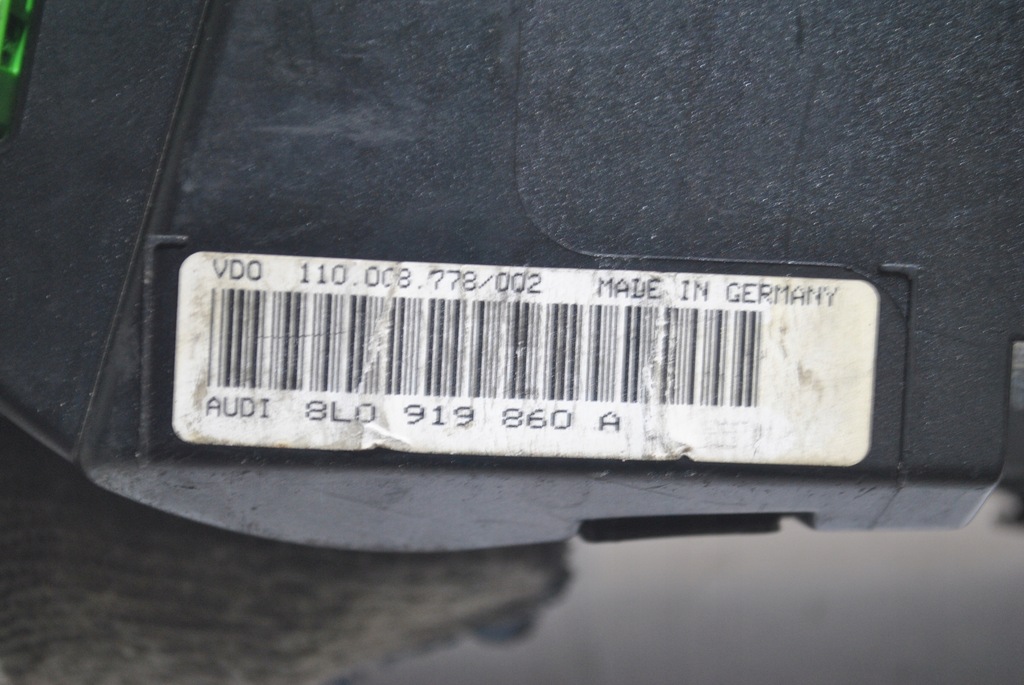 VDO 110.008.778/002 MADE IN GERMANY
AUDI 8L0 919 860 A